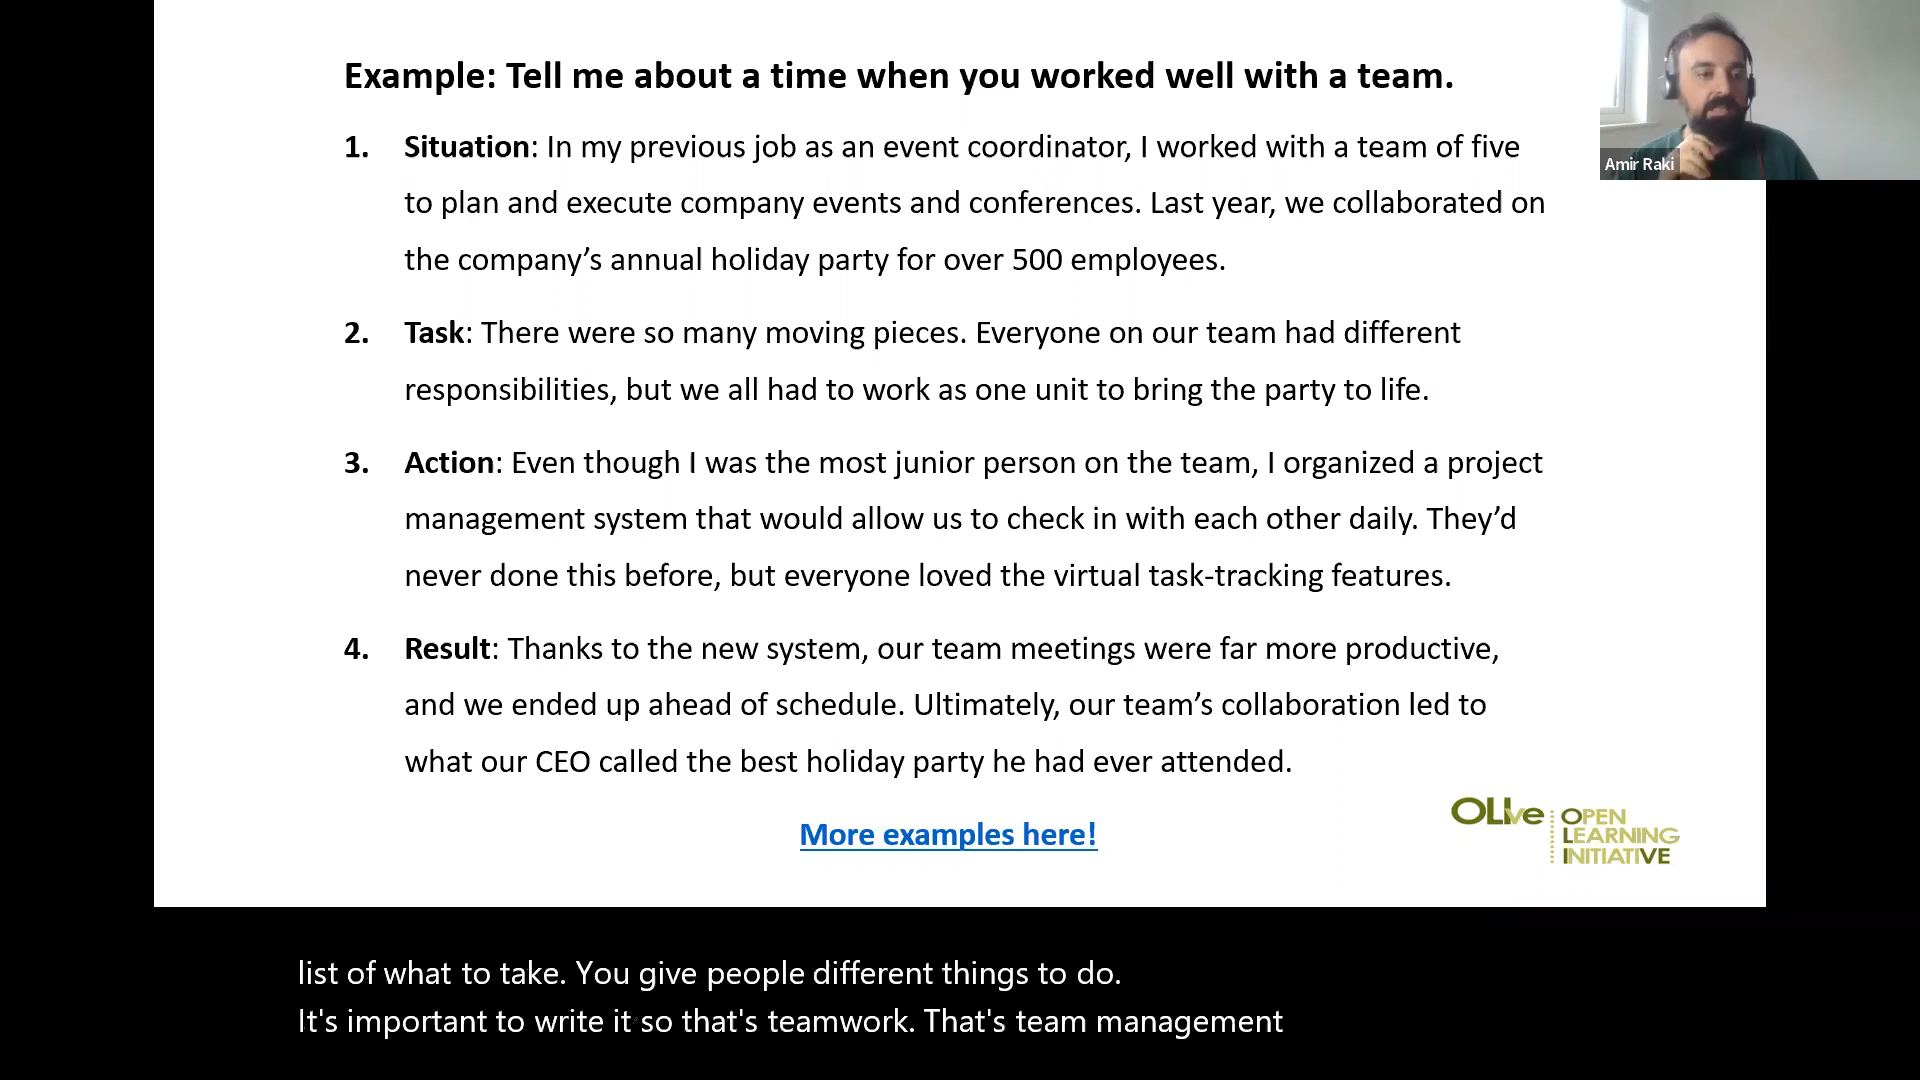 Example: Tell me about a time when you worked well with a team.
1. Situation: In my previous job as an event coordinator, I worked with a team of five
to plan and execute company events and conferences. Last year, we collaborated on
the company’s annual holiday party for over 500 employees.
2. Task: There were so many moving pieces. Everyone on our team had different
responsibilities, but we all had to work as one unit to bring the party to life.
3. Action: Even though I was the most junior person on the team, I organized a project
management system that would allow us to check in with each other daily. They’d
never done this before, but everyone loved the virtual task-tracking features.
4. Result: Thanks to the new system, our team meetings were far more productive,
and we ended up ahead of schedule. Ultimately, our team’s collaboration led to
what our CEO called the best holiday party he had ever attended.
More examples here!
OLIve
OPEN
LEARNING
INITIATIVE
Amir Raki
list of what to take. You give people different things to do.
It's important to write it so that's teamwork. That's team management